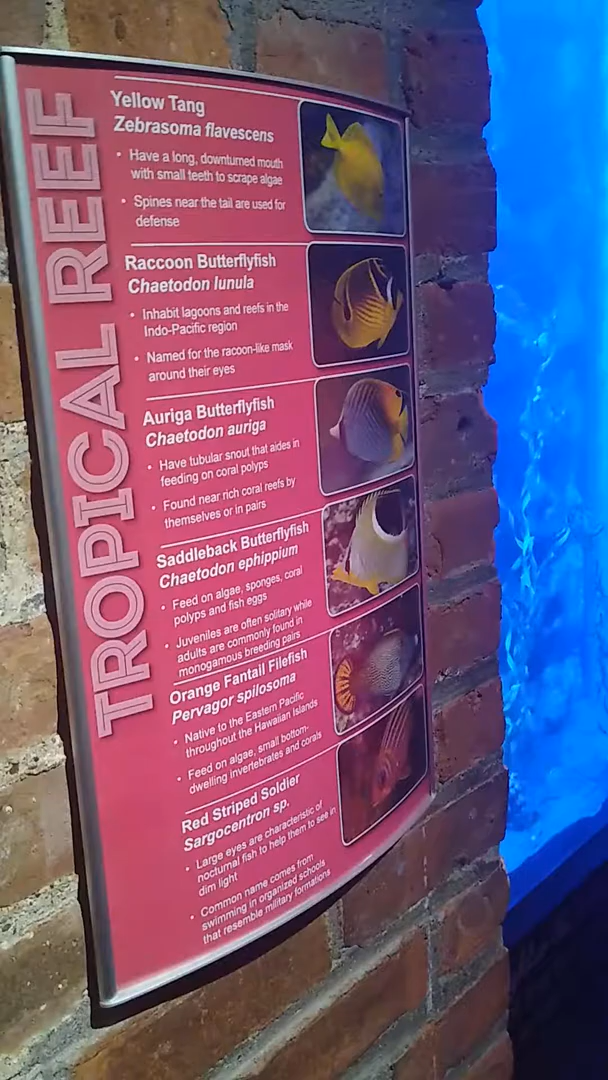 TROPICAL REEF
Yellow Tang
Zebrasoma flavescens
• Have a long, downturned mouth
with small teeth to scrape algae
• Spines near the tail are used for
defense
Raccoon Butterflyfish
Chaetodon lunula
• Inhabit lagoons and reefs in the
Indo-Pacific region
• Named for the racoon-like mask
around their eyes
Auriga Butterflyfish
Chaetodon auriga
• Have tubular snout that aides in
feeding on coral polyps
• Found near rich coral reefs by
themselves or in pairs
Saddleback Butterflyfish
Chaetodon ephippium
• Feed on algae, sponges, coral
polyps and fish eggs
• Juveniles are often solitary while
adults are commonly found in
monogamous breeding pairs
Orange Fantail Filefish
Pervagor spilosoma
• Native to the Eastern Pacific
throughout the Hawaiian Islands
• Feed on algae, small bottom-
dwelling invertebrates and corals
Red Striped Soldier
Sargocentron sp.
• Large eyes are characteristic of
nocturnal fish to help them to see in
dim light
• Common name comes from
swimming in organized schools
that resemble military formations